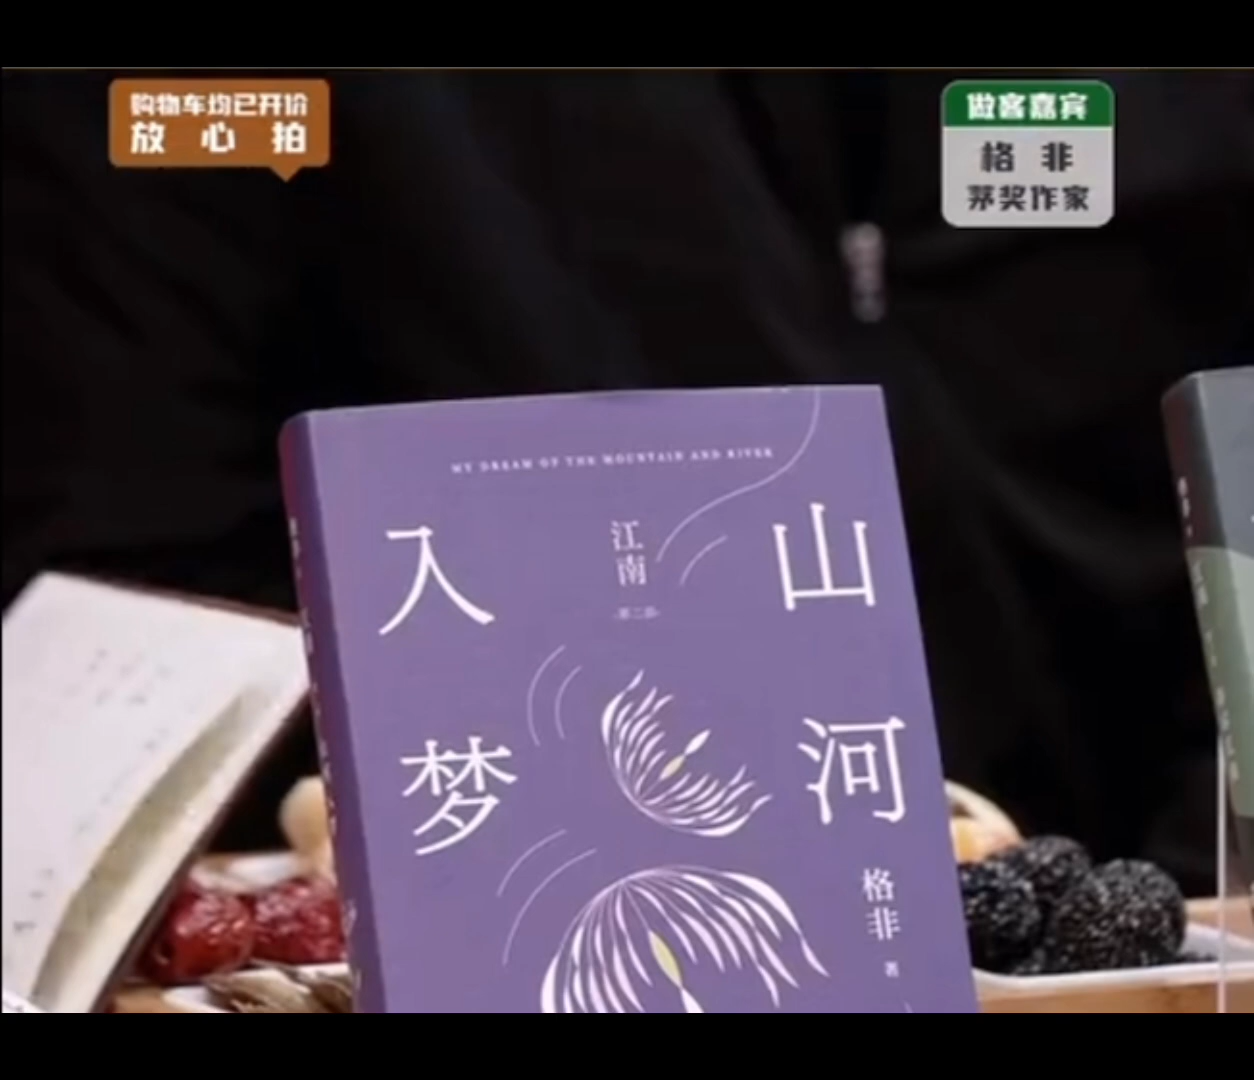 购物车均已开价
放 心 拍
做客嘉宾
格 非
茅奖作家
MY DREAM OF THE MOUNTAIN AND RIVER
山河
入梦
江南
第二部
格非 著